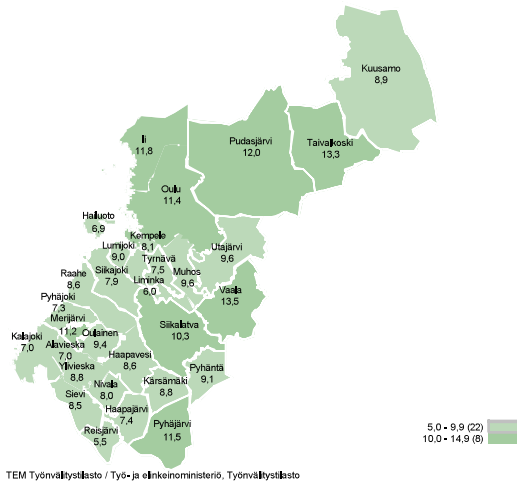 Kuusamo
8,9
Ii
11,8
Pudasjärvi
12,0
Taivalkoski
13,3
Oulu
11,4
Hailuoto
6,9
Kempele
8,1
Lumijoki
9,0
Tyrnävä
7,5
Utajärvi
9,6
Siikajoki
7,9
Muhos
9,6
Raahe
8,6
Liminka
6,0
Vaala
13,5
Pyhäjoki
7,3
Merijärvi
11,2
Oulainen
9,4
Siikalatva
10,3
Kalajoki
7,0
Alavieska
7,0
Haapavesi
8,6
Pyhäntä
9,1
Ylivieska
8,8
Nivala
8,0
Kärsämäki
8,8
Sievi
8,5
Haapajärvi
7,4
Pyhäjärvi
11,5
Reisjärvi
5,5
5,0 - 9,9 (22)
10,0 - 14,9 (8)
TEM Työnvälitystilasto / Työ- ja elinkeinoministeriö, Työnvälitystilasto